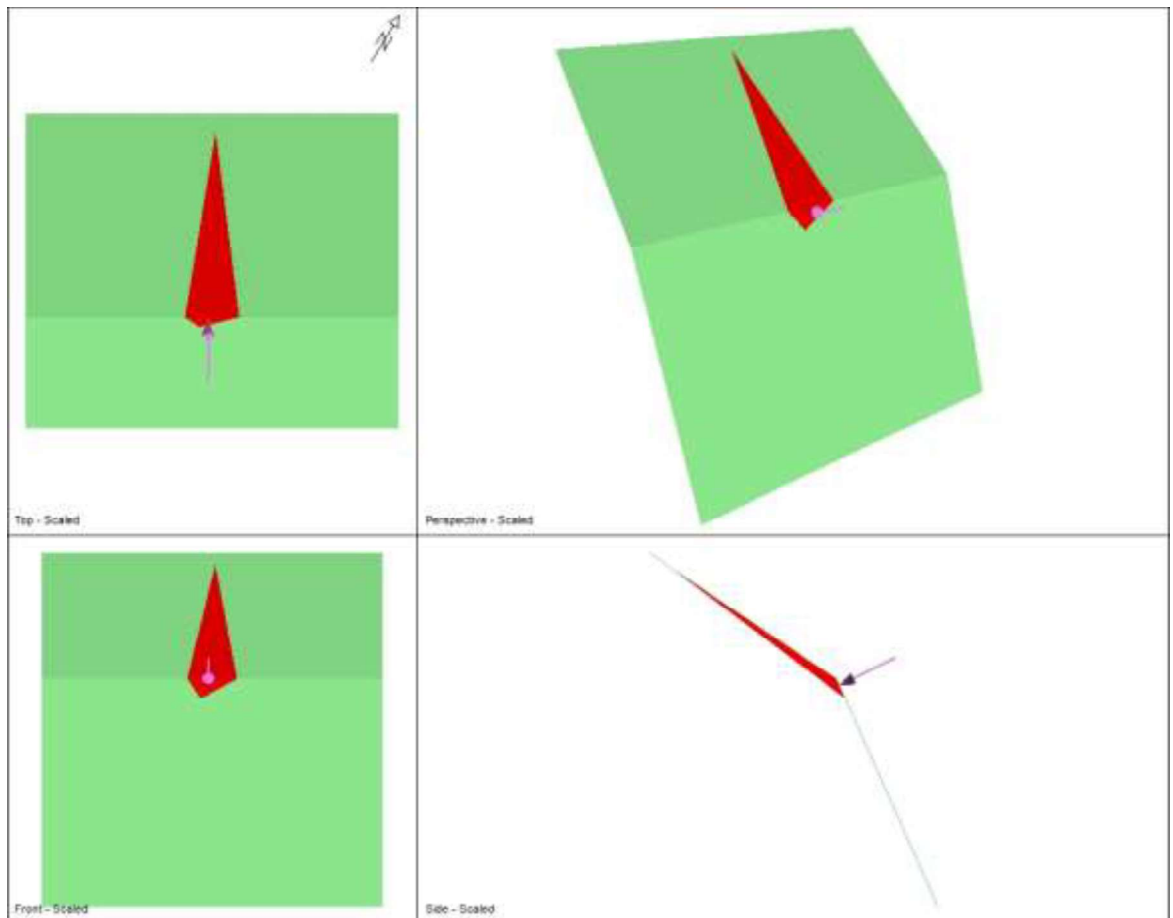 N
Top - Scaled
Perspective - Scaled
Front - Scaled
Side - Scaled